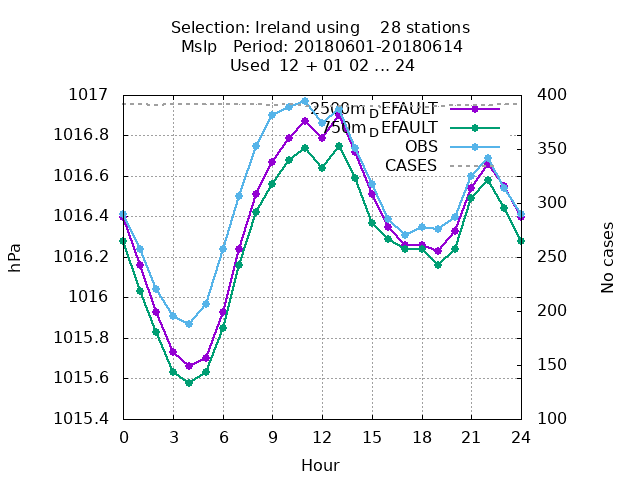 Selection: Ireland using 28 stations
Mslp Period: 20180601-20180614
Used 12 + 01 02 ... 24
1017
1016.8
1016.6
1016.4
1016.2
1016
1015.8
1015.6
1015.4
hPa
2500m_DEFAULT
750m_DEFAULT
OBS
CASES
400
350
300
250
200
150
100
No cases
0 3 6 9 12 15 18 21 24
Hour